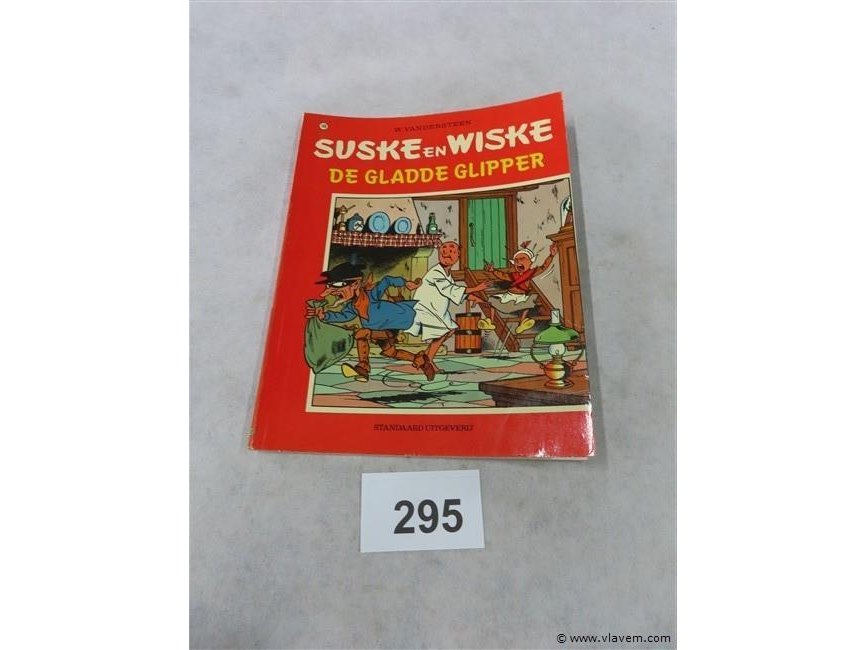 W. VANDERSTEEN
SUSKE EN WISKE
DE GLADDE GLIPPER
STANDAARD UITGEVERIJ
295
© www.vlavem.com